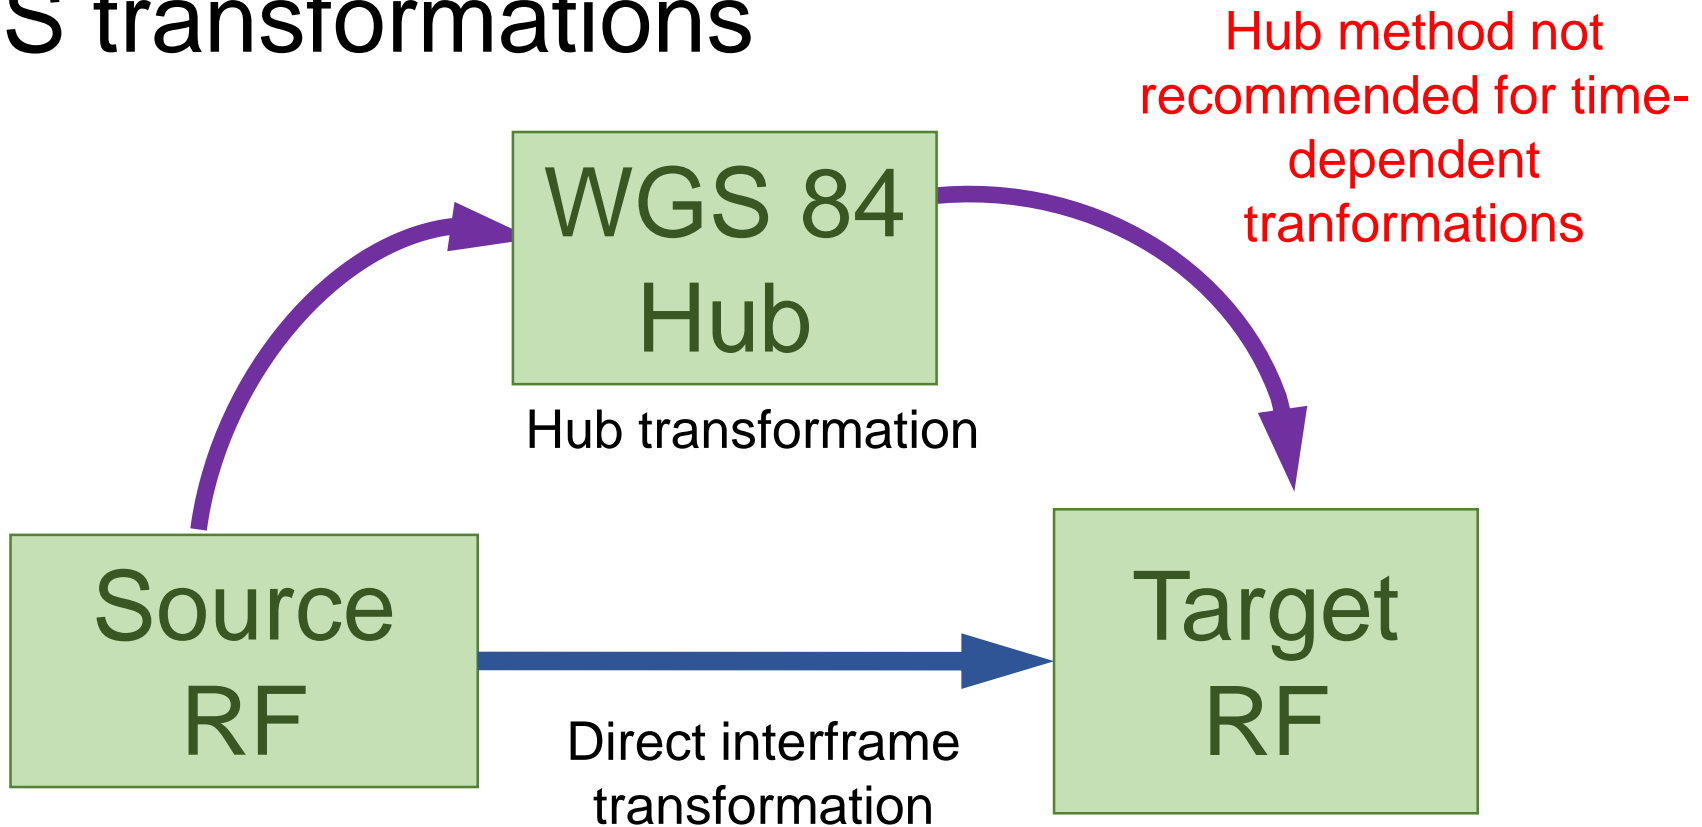 S transformations
Hub method not
recommended for time-
dependent
tranformations
WGS 84
Hub
Hub transformation
Source
RF
Target
RF
Direct interframe
transformation